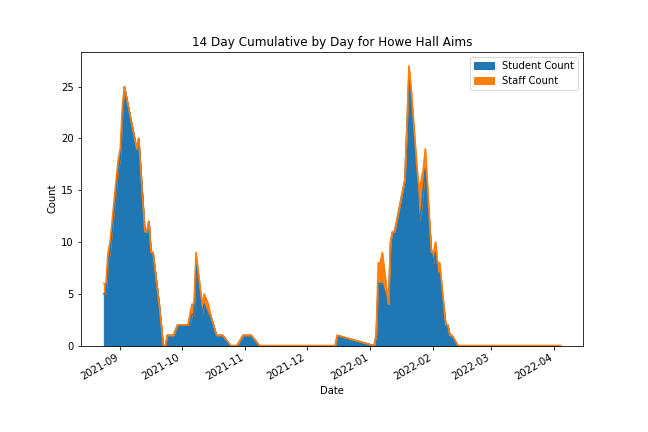 14 Day Cumulative by Day for Howe Hall Aims
Student Count
Staff Count
Count
25
20
15
10
5
0
2021-09
2021-10
2021-11
2021-12
2022-01
2022-02
2022-03
2022-04
Date